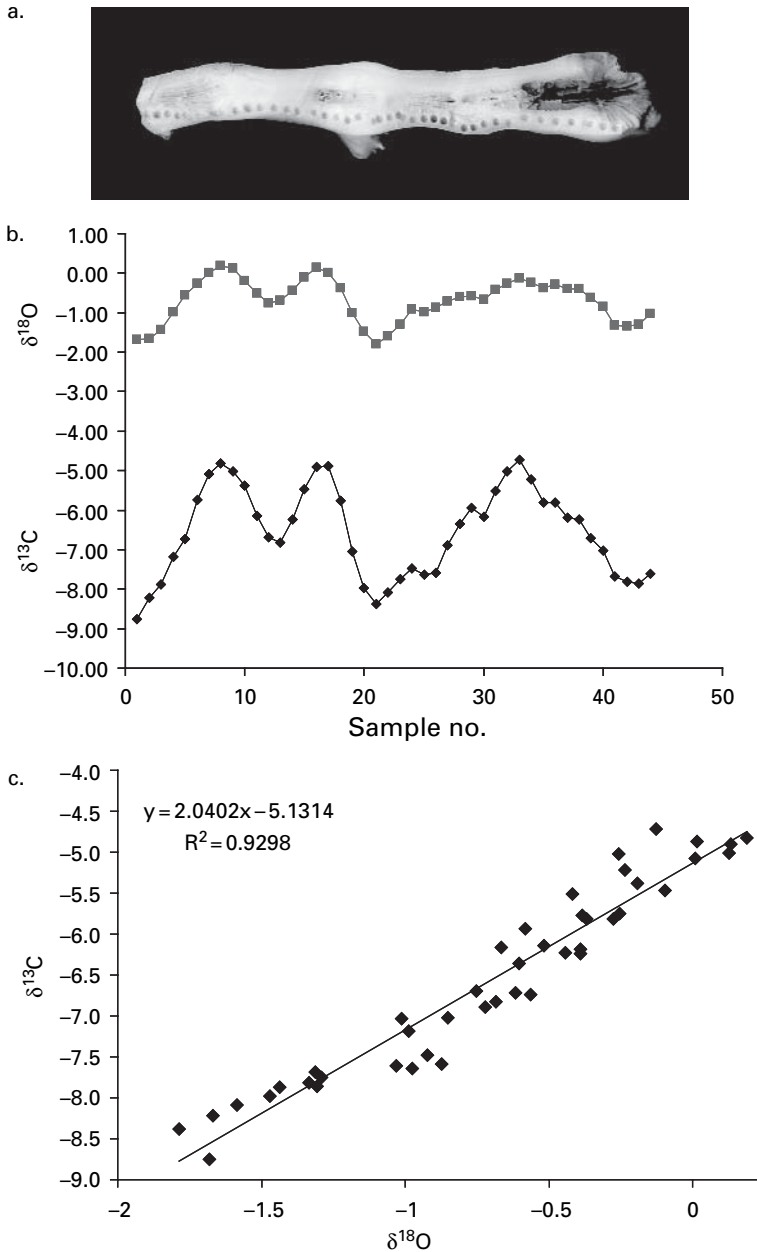 a.
b.
1.00
0.00
–1.00
–2.00
–3.00
–4.00
–5.00
–6.00
–7.00
–8.00
–9.00
–10.00
δ18O
δ13C
0 10 20 30 40 50
Sample no.
c.
–4.0
–4.5
–5.0
–5.5
–6.0
–6.5
–7.0
–7.5
–8.0
–8.5
–9.0
y = 2.0402x – 5.1314
R² = 0.9298
δ13C
–2 –1.5 –1 –0.5 0
δ18O